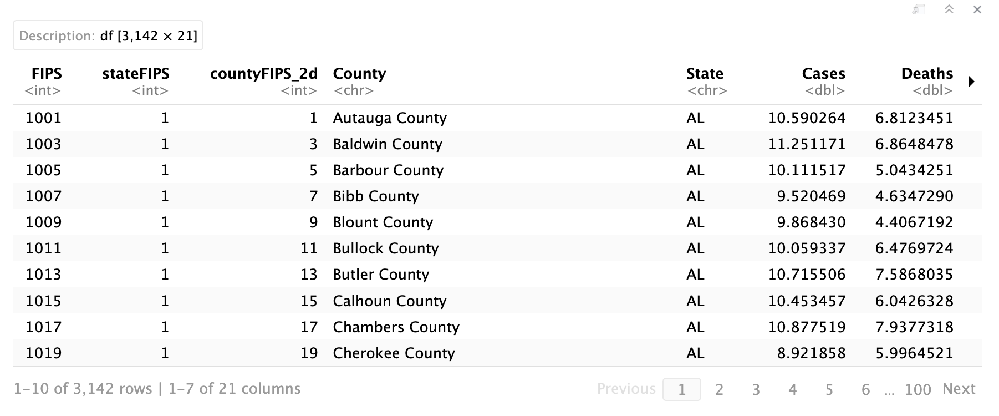 Description: df [3,142 × 21]
FIPS stateFIPS countyFIPS_2d County State Cases Deaths
<int> <int> <int> <chr> <chr> <dbl> <dbl>
1001 1 1 Autauga County AL 10.590264 6.8123451
1003 1 3 Baldwin County AL 11.251171 6.8648478
1005 1 5 Barbour County AL 10.111517 5.0434251
1007 1 7 Bibb County AL 9.520469 4.6347290
1009 1 9 Blount County AL 9.868430 4.4067192
1011 1 11 Bullock County AL 10.059337 6.4769724
1013 1 13 Butler County AL 10.715506 7.5868035
1015 1 15 Calhoun County AL 10.453457 6.0426328
1017 1 17 Chambers County AL 10.877519 7.9377318
1019 1 19 Cherokee County AL 8.921858 5.9964521
1–10 of 3,142 rows | 1–7 of 21 columns Previous 1 2 3 4 5 6 ... 100 Next